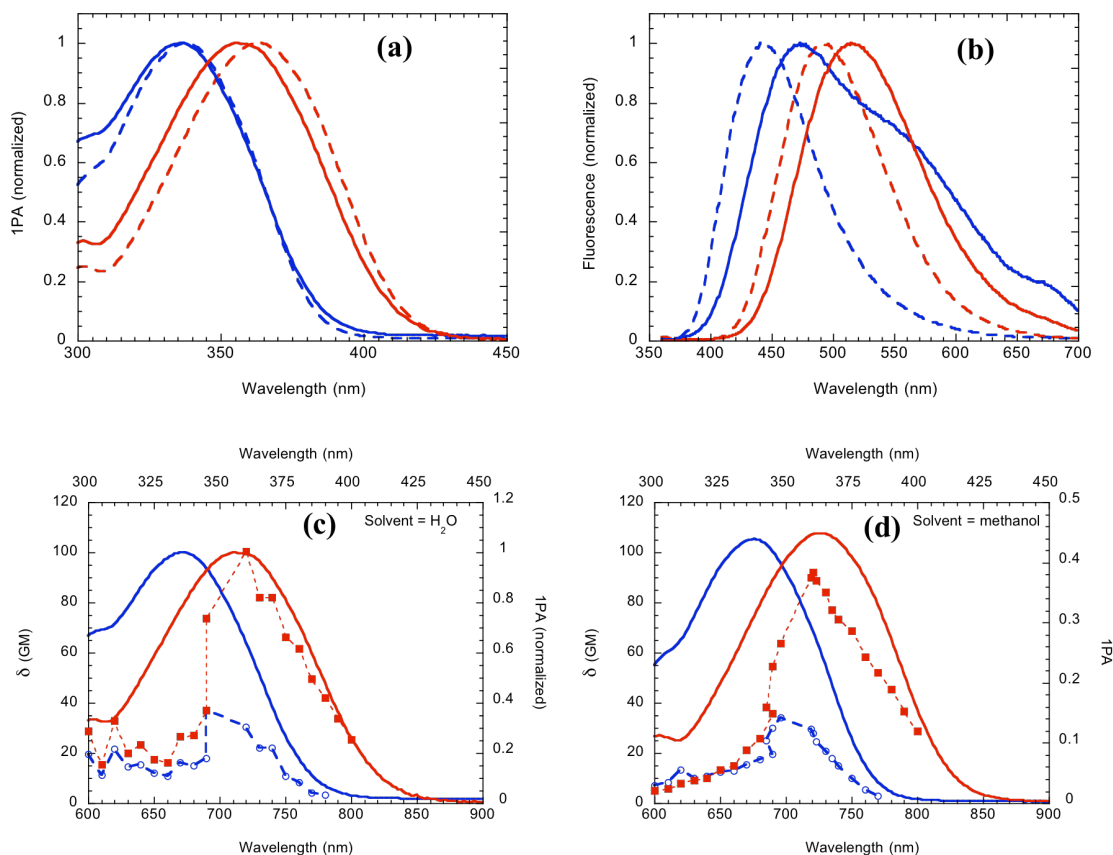 (a)
1PA (normalized)
1
0.8
0.6
0.4
0.2
0
300 350 400 450
Wavelength (nm)
(b)
Fluorescence (normalized)
1
0.8
0.6
0.4
0.2
0
350 400 450 500 550 600 650 700
Wavelength (nm)
Wavelength (nm)
300 325 350 375 400 425 450
(c)
Solvent = H2O
δ (GM)
120
100
80
60
40
20
0
1.2
1
0.8
0.6
0.4
0.2
0
1PA (normalized)
600 650 700 750 800 850 900
nm
Wavelength (nm)
300 325 350 375 400 425 450
(d)
Solvent = methanol
δ (GM)
120
100
80
60
40
20
0
0.5
0.4
0.3
0.2
0.1
0
1PA
600 650 700 750 800 850 900
nm